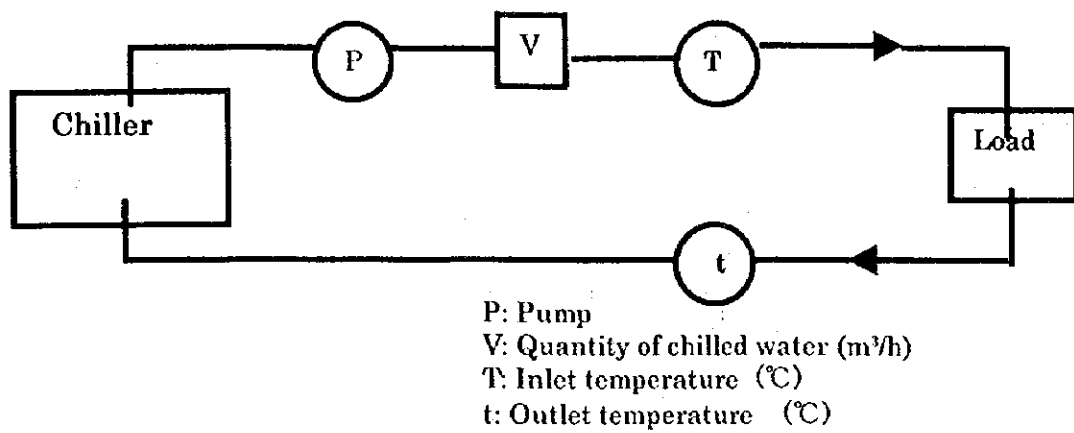 P
V
T
Chiller
Load
t
P: Pump
V: Quantity of chilled water (m³/h)
T: Inlet temperature (℃)
t: Outlet temperature (℃)